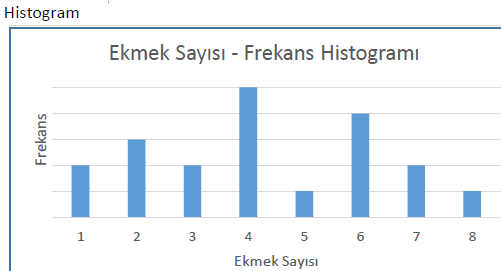 Histogram
Ekmek Sayısı - Frekans Histogramı
Frekans
1 2 3 4 5 6 7 8
Ekmek Sayısı